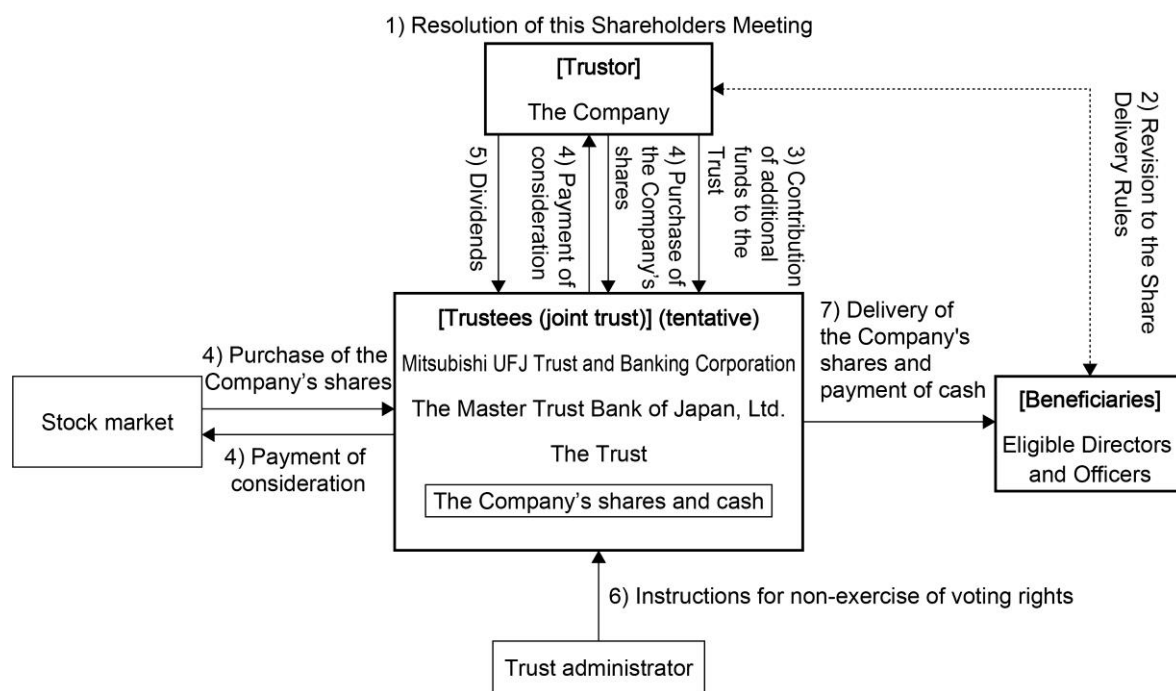 1) Resolution of this Shareholders Meeting
[Trustor]
The Company
2) Revision to the Share
Delivery Rules
5) Dividends
4) Payment of
consideration
4) Purchase of
the Company’s
shares
3) Contribution
of additional
funds to the
Trust
[Trustees (joint trust)] (tentative)
Mitsubishi UFJ Trust and Banking Corporation
The Master Trust Bank of Japan, Ltd.
The Trust
The Company’s shares and cash
4) Purchase of the
Company’s shares
Stock market
4) Payment of
consideration
7) Delivery of
the Company's
shares and
payment of cash
[Beneficiaries]
Eligible Directors
and Officers
6) Instructions for non-exercise of voting rights
Trust administrator